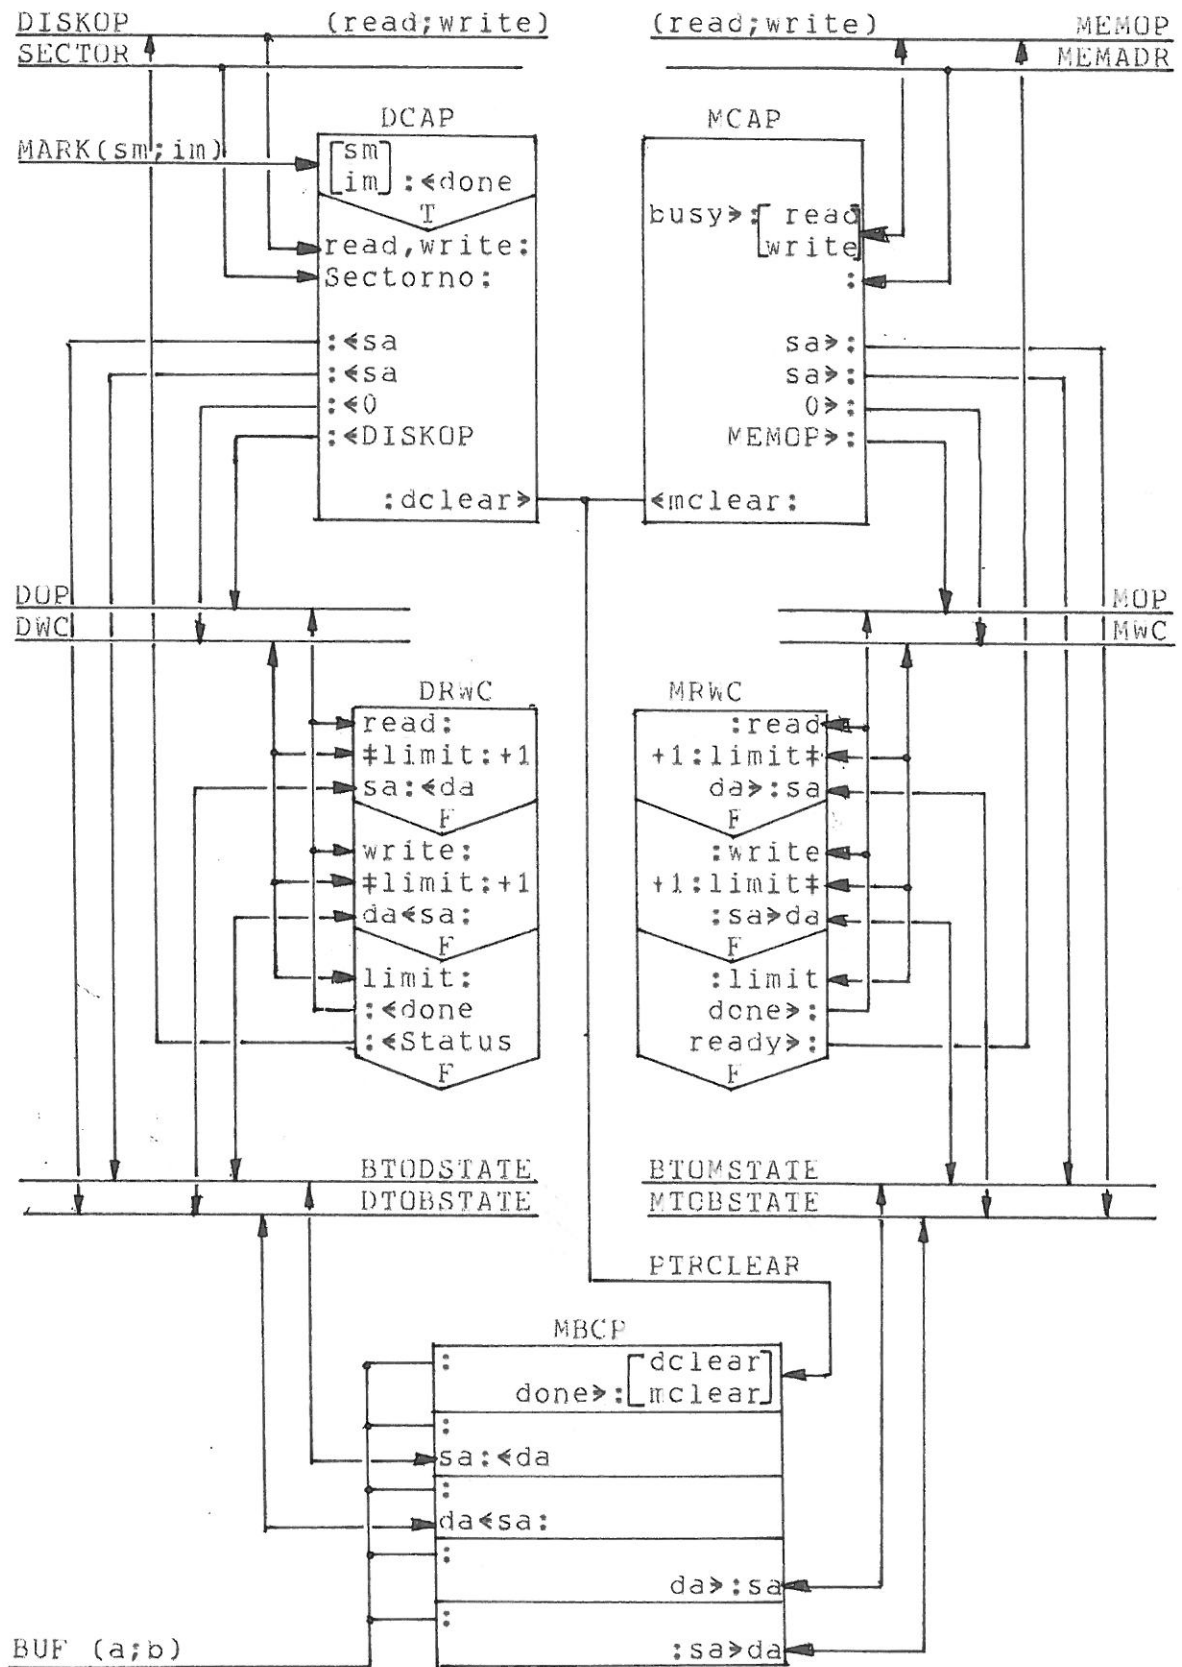 DISKOP (read;write) (read;write) MEMOP
SECTOR MEMADR
DCAP MCAP
MARK(sm;im)
[sm
im] :<done
T
busy>:[read
write]
read,write:
Sectorno: :
:<sa sa>:
:<sa sa>:
:<0 0>:
:<DISKOP MEMOP>:
:dclear> <mclear:
DOP MOP
DWC MWC
DRWC MRWC
read: :read
‡limit:+1 +1:limit‡
sa:<da da>:sa
F F
write: :write
‡limit:+1 +1:limit‡
da<sa: :sa>da
F F
limit: :limit
:<done done>:
:<Status ready>:
F F
BTODSTATE BTOMSTATE
DTOBSTATE MTOBSTATE
PTRCLEAR
MBCP
: [dclear
done>:[mclear]
:
sa:<da
:
da<sa:
:
da>:sa
:
:sa>da
BUF (a;b)